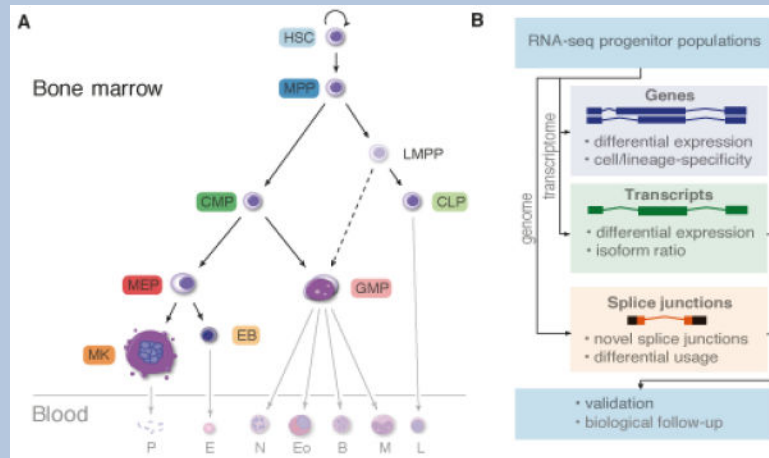 A
HSC
Bone marrow
MPP
LMPP
CMP
CLP
MEP
GMP
MK
EB
Blood
P E N Eo B M L
B
RNA-seq progenitor populations
genome
transcriptome
Genes
• differential expression
• cell/lineage-specificity
Transcripts
• differential expression
• isoform ratio
Splice junctions
• novel splice junctions
• differential usage
• validation
• biological follow-up